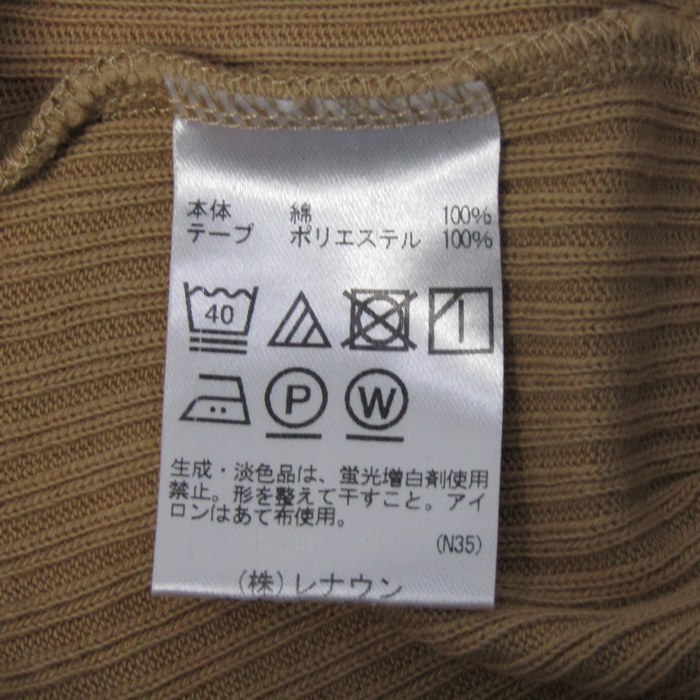 本体 綿 100%
テープ ポリエステル 100%
40
P W
生成・淡色品は、蛍光増白剤使用
禁止。形を整えて干すこと。アイ
ロンはあて布使用。
(N35)
(株)レナウン